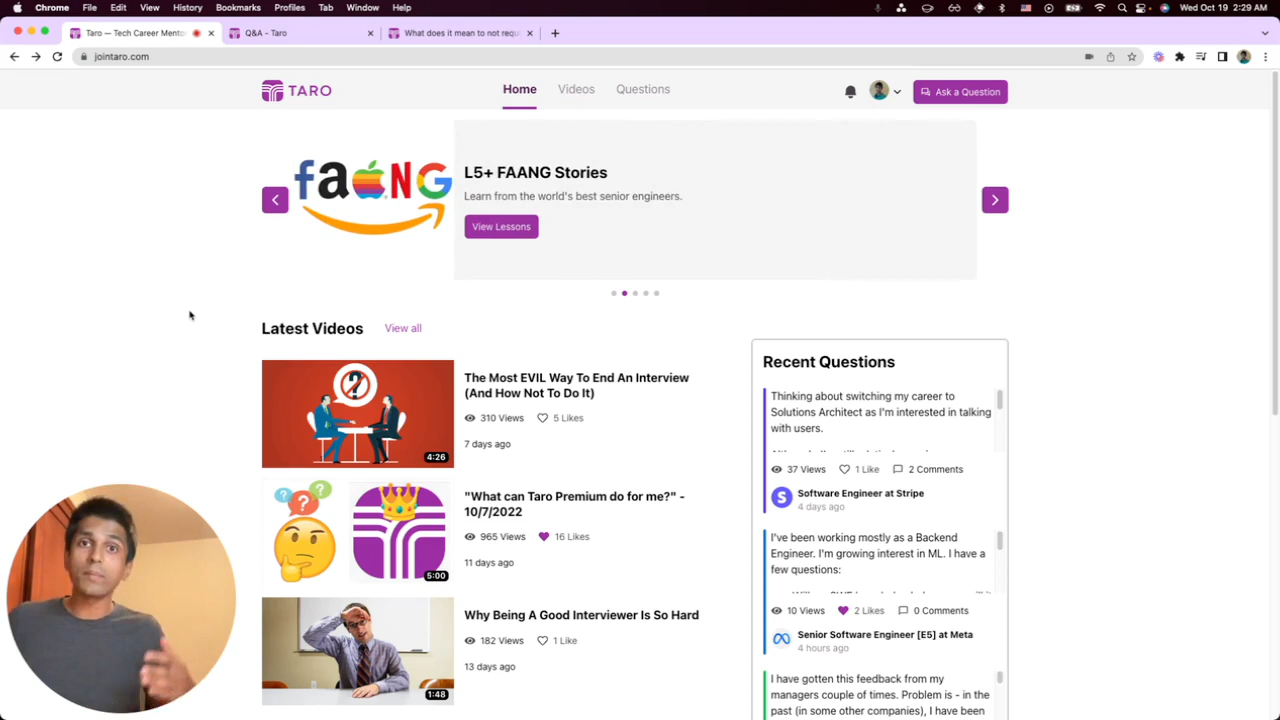 Chrome File Edit View History Bookmarks Profiles Tab Window Help
Wed Oct 19 2:29 AM
Taro — Tech Career Mento
Q&A - Taro
What does it mean to not requ
jointaro.com
TARO
Home
Videos
Questions
Ask a Question
faANG
L5+ FAANG Stories
Learn from the world's best senior engineers.
View Lessons
Latest Videos
View all
The Most EVIL Way To End An Interview
(And How Not To Do It)
310 Views
5 Likes
7 days ago
4:26
"What can Taro Premium do for me?" -
10/7/2022
965 Views
16 Likes
11 days ago
5:00
Why Being A Good Interviewer Is So Hard
182 Views
1 Like
13 days ago
1:48
Recent Questions
Thinking about switching my career to
Solutions Architect as I'm interested in talking
with users.
37 Views
1 Like
2 Comments
S
Software Engineer at Stripe
4 days ago
I've been working mostly as a Backend
Engineer. I'm growing interest in ML. I have a
few questions:
10 Views
2 Likes
0 Comments
Senior Software Engineer [E5] at Meta
4 hours ago
I have gotten this feedback from my
managers couple of times. Problem is - in the
past (in some other companies), I have been